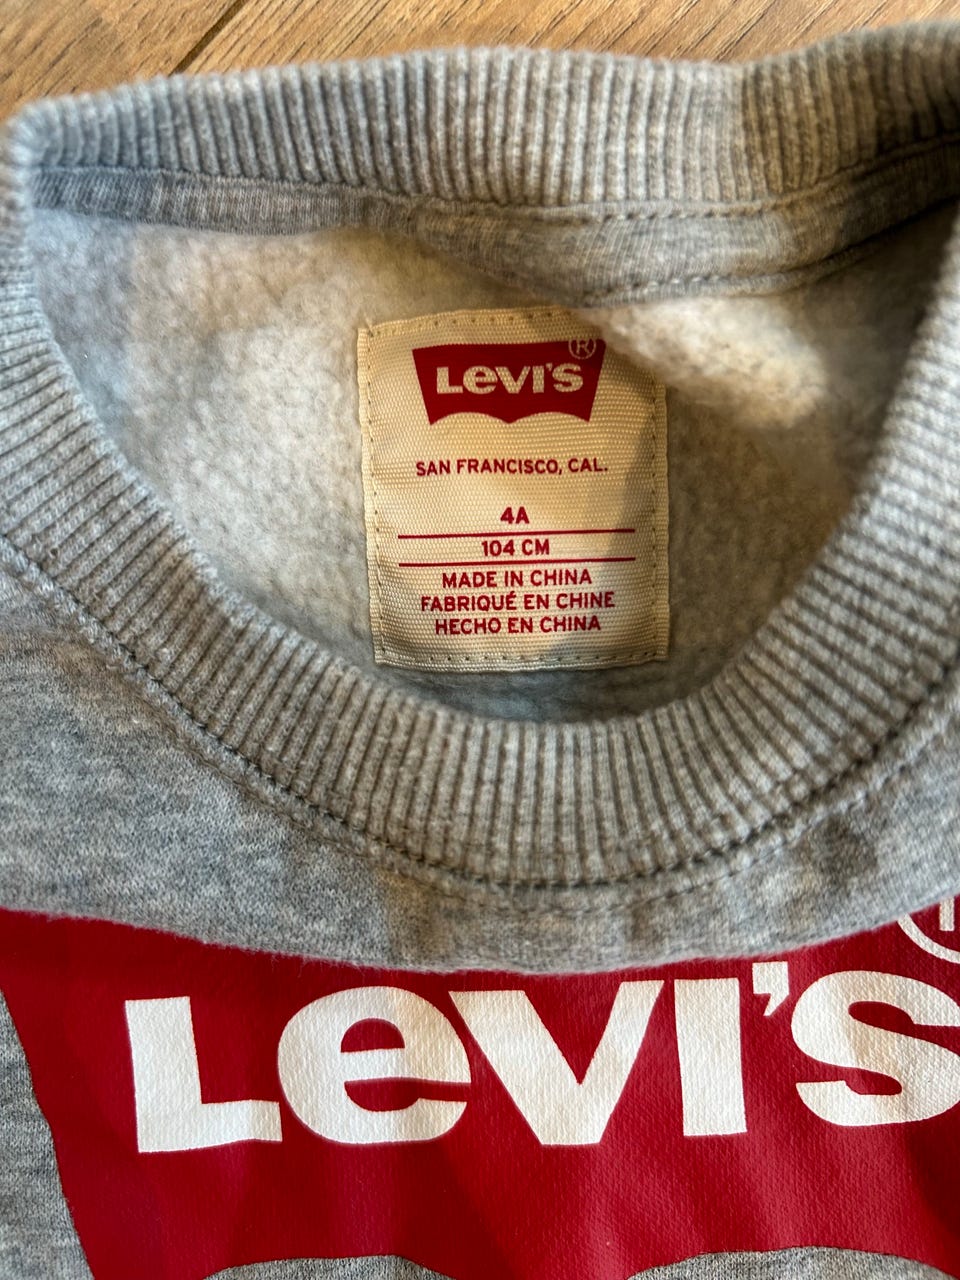 Levi's ®
SAN FRANCISCO, CAL.
4A
104 CM
MADE IN CHINA
FABRIQUÉ EN CHINE
HECHO EN CHINA
Levi's